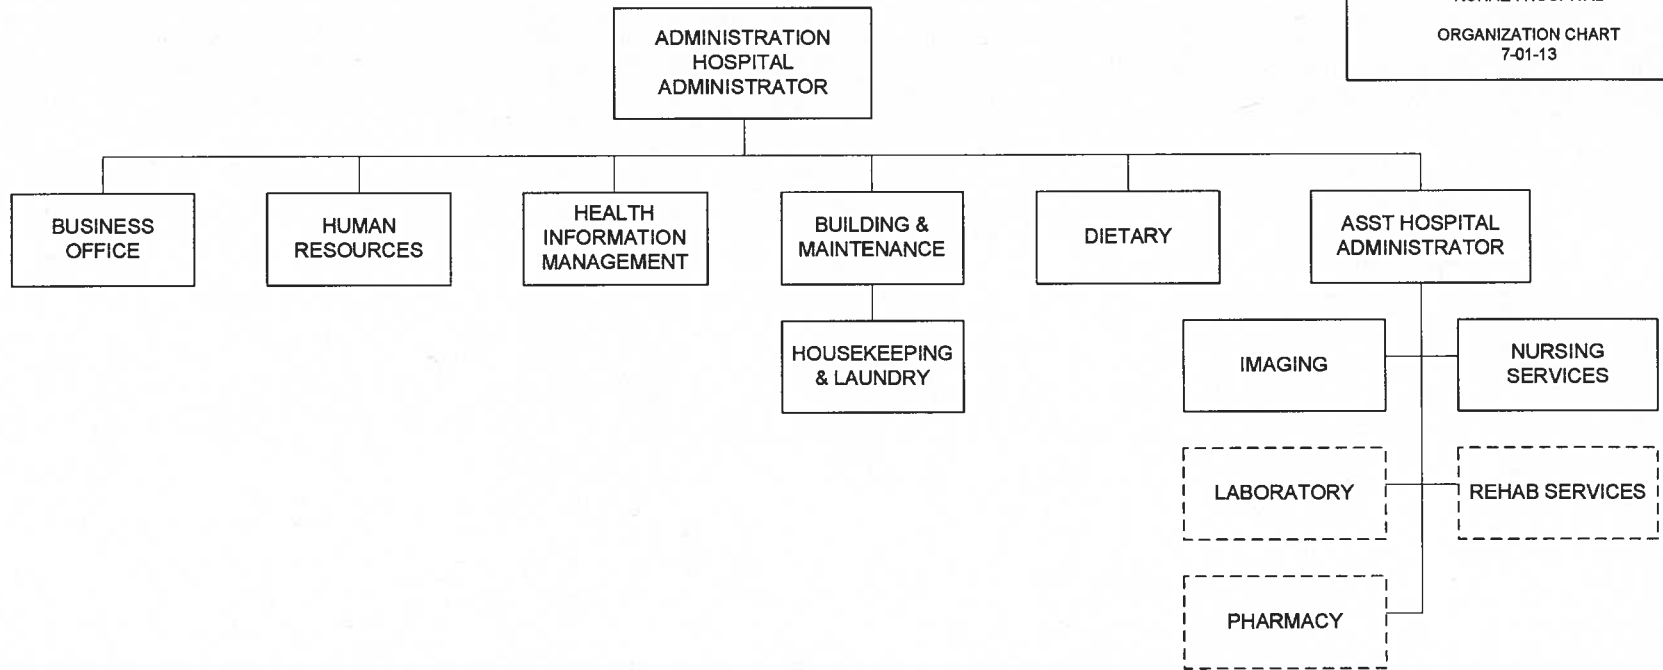 ORGANIZATION CHART
7-01-13
ADMINISTRATION
HOSPITAL
ADMINISTRATOR
BUSINESS
OFFICE
HUMAN
RESOURCES
HEALTH
INFORMATION
MANAGEMENT
BUILDING &
MAINTENANCE
DIETARY
ASST HOSPITAL
ADMINISTRATOR
HOUSEKEEPING
& LAUNDRY
IMAGING
NURSING
SERVICES
LABORATORY
REHAB SERVICES
PHARMACY